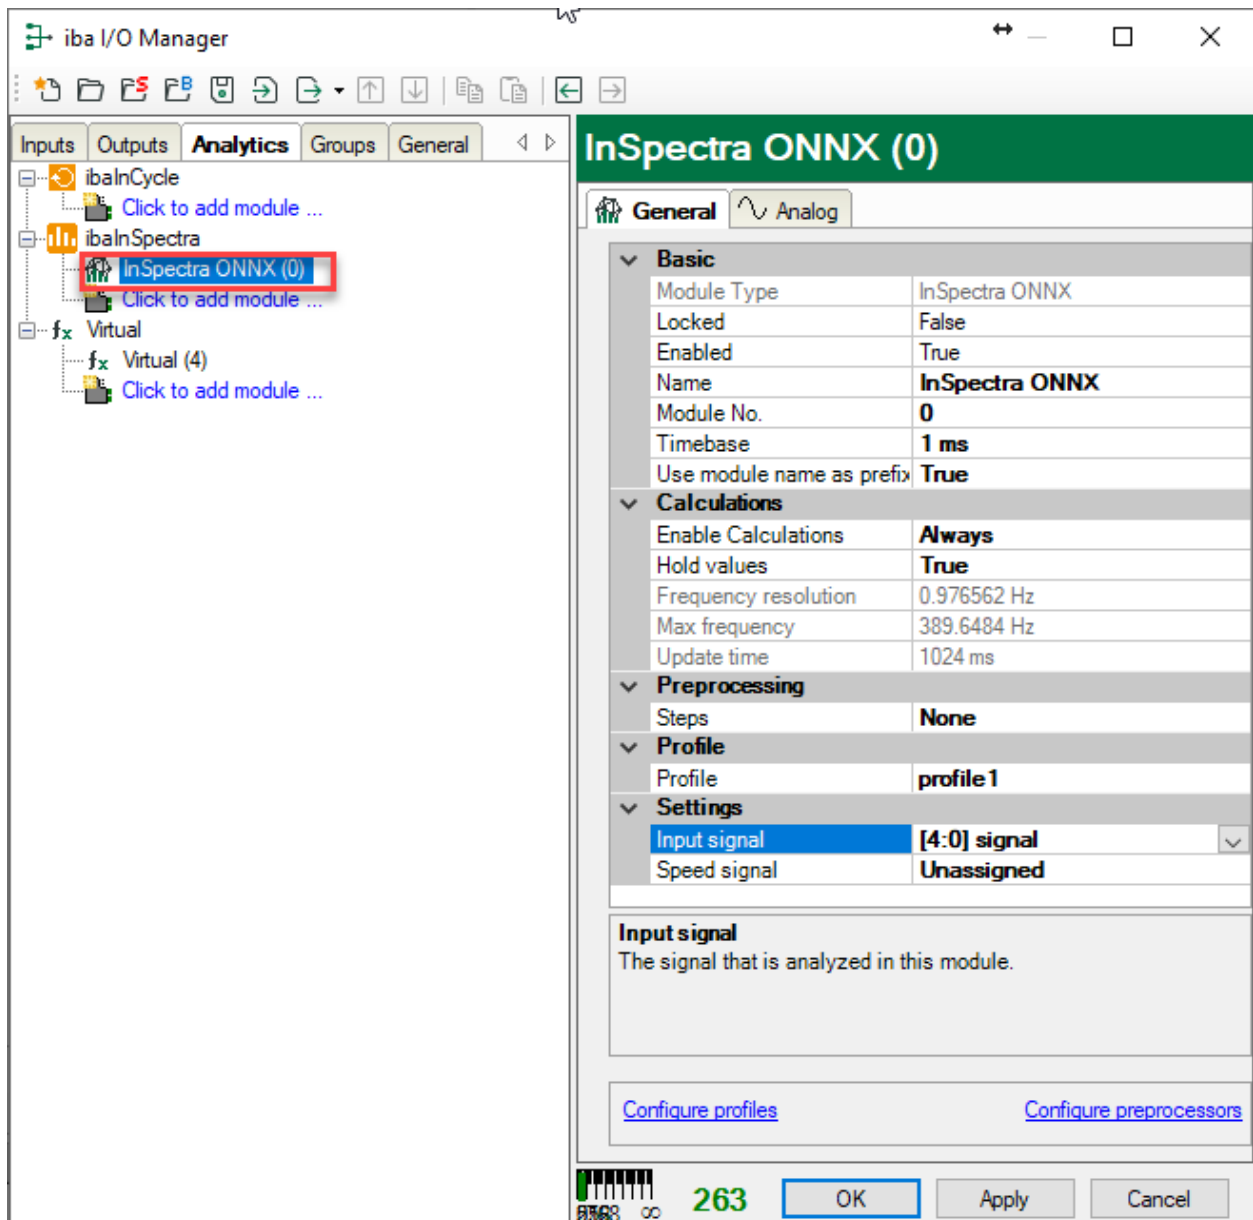 iba I/O Manager
Inputs Outputs Analytics Groups General
ibaInCycle
Click to add module ...
ibaInSpectra
InSpectra ONNX (0)
Click to add module ...
Virtual
Virtual (4)
Click to add module ...
InSpectra ONNX (0)
General Analog
Basic
Module Type InSpectra ONNX
Locked False
Enabled True
Name InSpectra ONNX
Module No. 0
Timebase 1 ms
Use module name as prefix True
Calculations
Enable Calculations Always
Hold values True
Frequency resolution 0.976562 Hz
Max frequency 389.6484 Hz
Update time 1024 ms
Preprocessing
Steps None
Profile
Profile profile1
Settings
Input signal [4:0] signal
Speed signal Unassigned
Input signal
The signal that is analyzed in this module.
Configure profiles Configure preprocessors
∞ 263 OK Apply Cancel